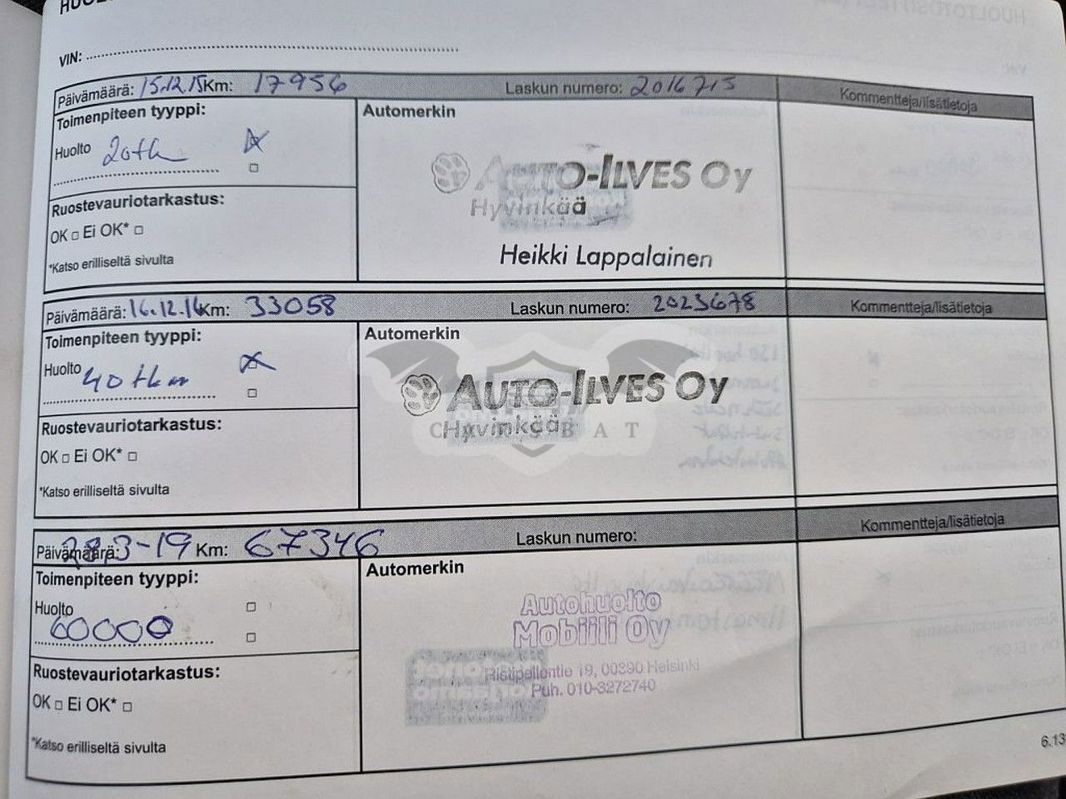 VIN:
Päivämäärä: 15.12.15 Km: 17956 Laskun numero: 2016715 Kommentteja/lisätietoja
Toimenpiteen tyyppi:
Automerkin
Huolto 20tk
AUTO-ILVES OY
Hyvinkää
Heikki Lappalainen
Ruostevauriotarkastus:
OK □ Ei OK* □
*Katso erilliseltä sivulta
Päivämäärä: 16.12.16 Km: 33058 Laskun numero: 2023678 Kommentteja/lisätietoja
Toimenpiteen tyyppi:
Automerkin
Huolto 40 tkm
AUTO-ILVES OY
Hyvinkää
CARSBAT
Ruostevauriotarkastus:
OK □ Ei OK* □
*Katso erilliseltä sivulta
Päivämäärä: 28-3-19 Km: 67346 Laskun numero: Kommentteja/lisätietoja
Toimenpiteen tyyppi:
Automerkin
Huolto
60000
Autohuolto
Mobiili Oy
Ristipellontie 19, 00390 Helsinki
Puh. 010-3272740
Ruostevauriotarkastus:
OK □ Ei OK* □
*Katso erilliseltä sivulta
6.13